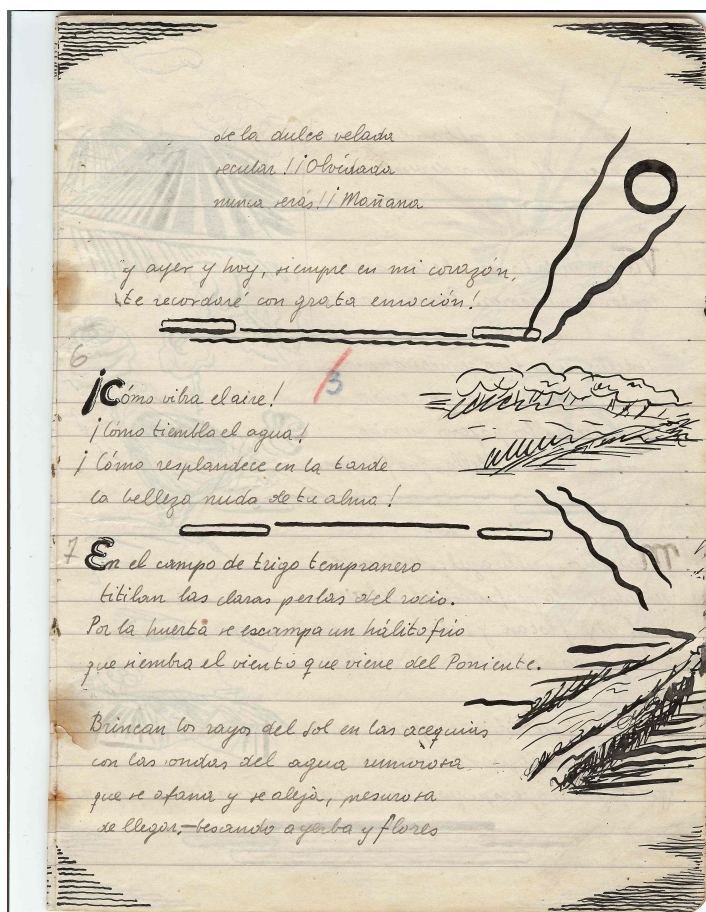 de la dulce velada
secular!! ¡Olvidada
nunca serás!! ¡Mañana
y ayer y hoy, siempre en mi corazón,
te recordaré con grata emoción!
6
3
¡Cómo vibra el aire!
¡Cómo tiembla el agua!
¡Cómo resplandece en la tarde
la belleza nuda de tu alma!
7
En el campo de trigo tempranero
titilan las claras perlas del rocío.
Por la huerta se escampa un hálito frío
que siembra el viento que viene del Poniente.
Brincan los rayos del sol en las acequias
con las ondas del agua rumorosa
que se afana y se aleja, presurosa
de llegar, besando a yerba y flores